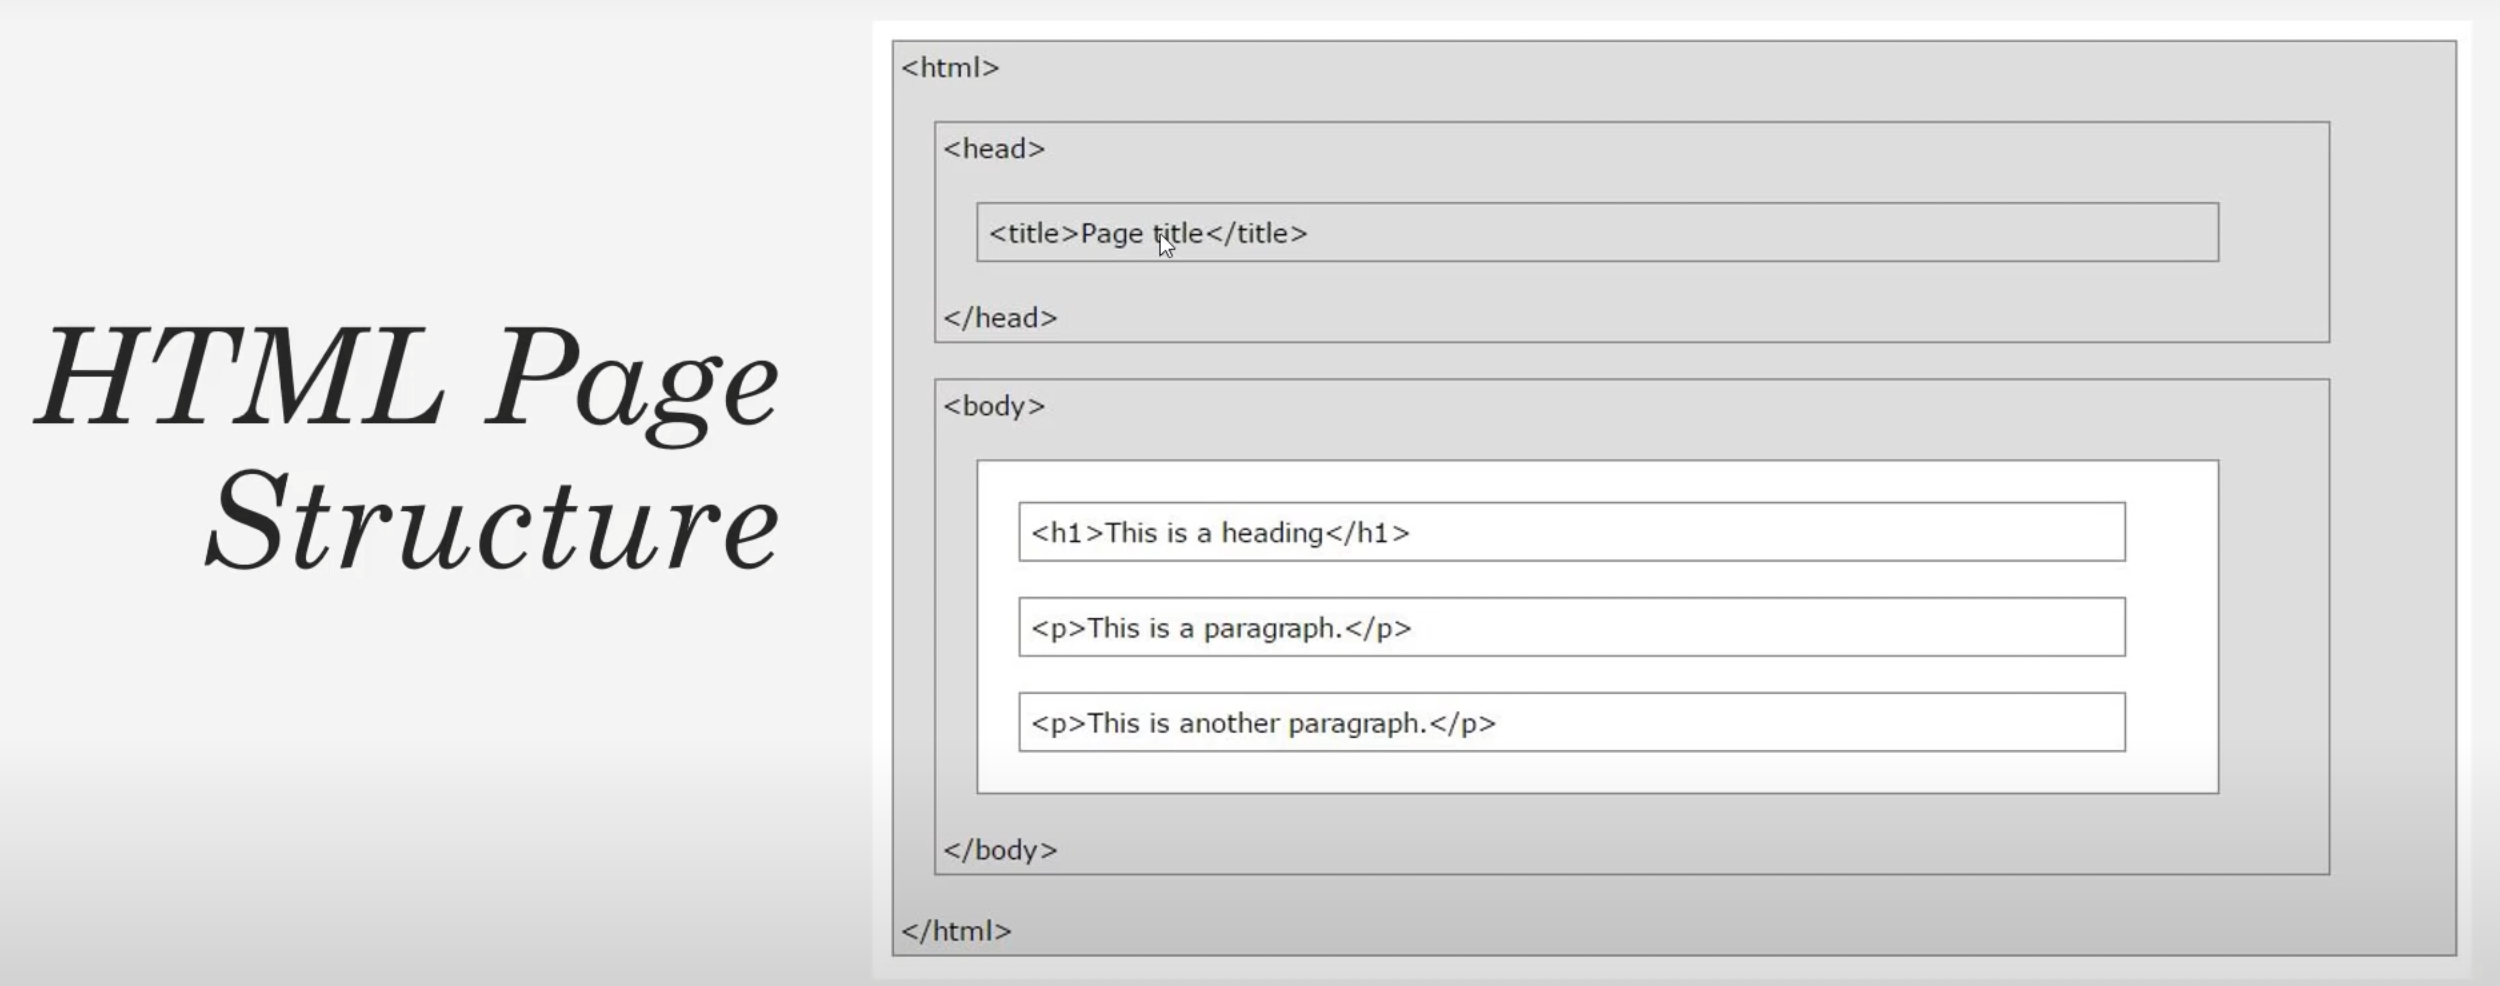 HTML Page
Structure
<html>
<head>
<title>Page title</title>
</head>
<body>
<h1>This is a heading</h1>
<p>This is a paragraph.</p>
<p>This is another paragraph.</p>
</body>
</html>